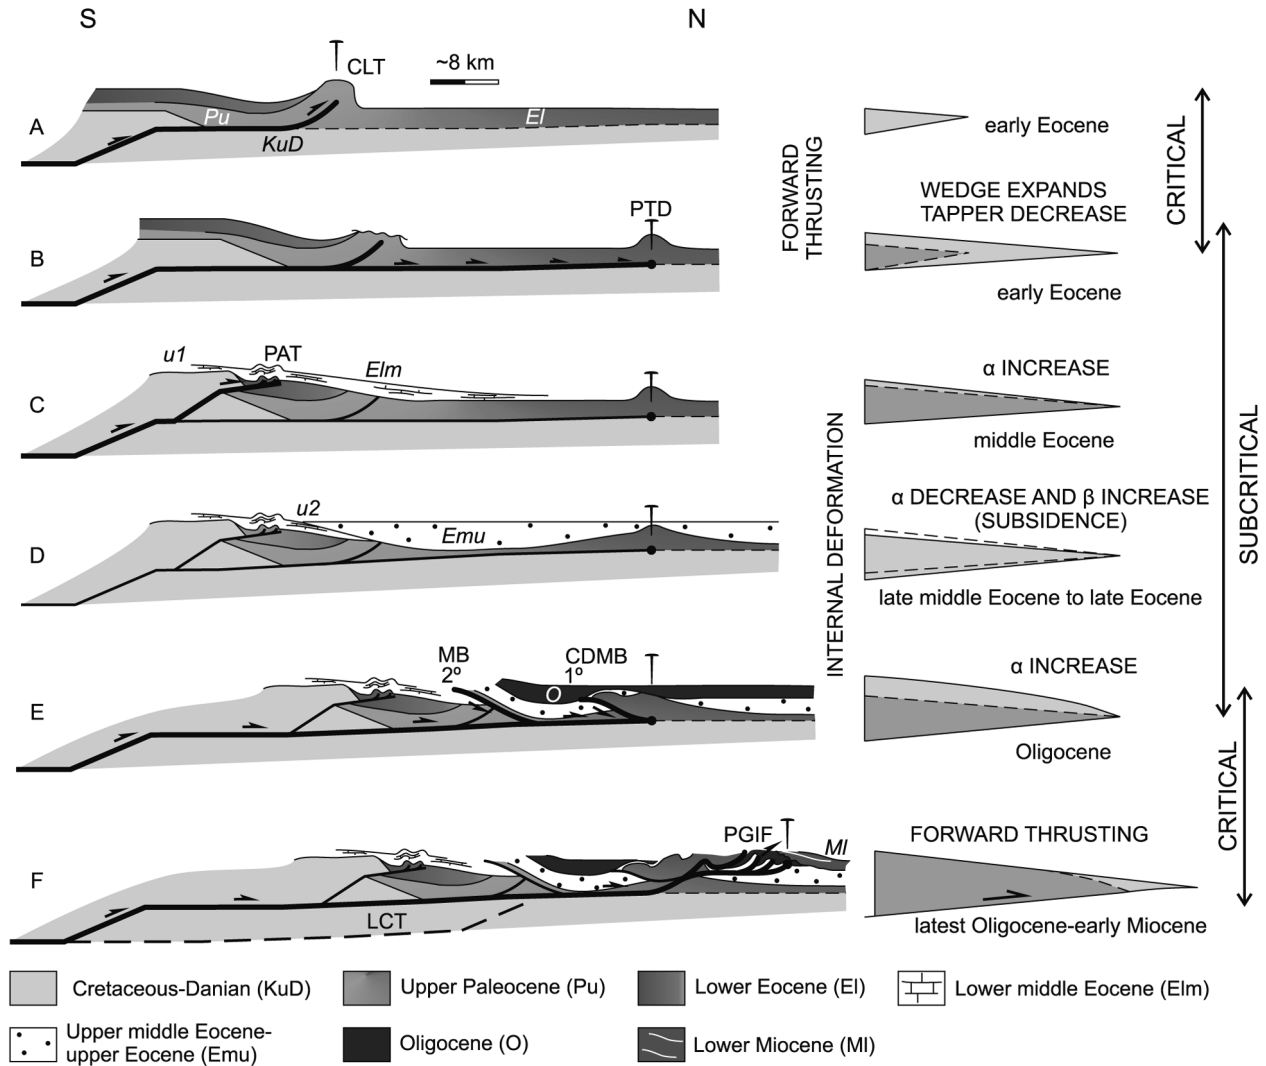 S
N
CLT
~8 km
A
Pu
KuD
El
early Eocene
FORWARD
THRUSTING
CRITICAL
PTD
B
WEDGE EXPANDS
TAPPER DECREASE
early Eocene
u1
PAT
Elm
C
α INCREASE
middle Eocene
SUBCRITICAL
INTERNAL DEFORMATION
u2
Emu
D
α DECREASE AND β INCREASE
(SUBSIDENCE)
late middle Eocene to late Eocene
MB
2º
CDMB
1º
O
E
α INCREASE
Oligocene
CRITICAL
PGIF
Ml
F
LCT
FORWARD THRUSTING
latest Oligocene-early Miocene
Cretaceous-Danian (KuD)
Upper Paleocene (Pu)
Lower Eocene (El)
Lower middle Eocene (Elm)
Upper middle Eocene-
upper Eocene (Emu)
Oligocene (O)
Lower Miocene (Ml)